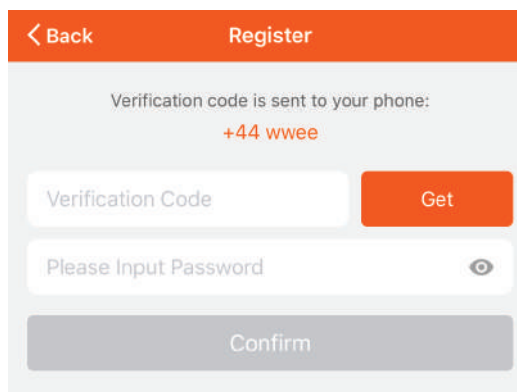 Back Register
Verification code is sent to your phone:
+44 wwee
Verification Code Get
Please Input Password
Confirm